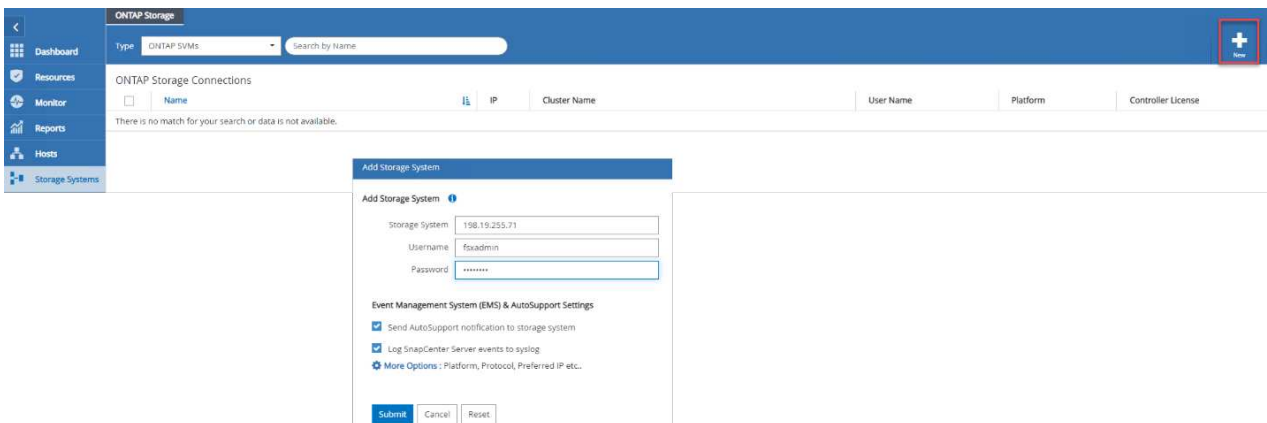 ONTAP Storage
Type ONTAP SVMs Search by Name
New
Dashboard
Resources
Monitor
Reports
Hosts
Storage Systems
ONTAP Storage Connections
Name IP Cluster Name User Name Platform Controller License
There is no match for your search or data is not available.
Add Storage System
Add Storage System
Storage System 198.19.255.71
Username fsxadmin
Password ••••••••
Event Management System (EMS) & AutoSupport Settings
Send AutoSupport notification to storage system
Log SnapCenter Server events to syslog
More Options : Platform, Protocol, Preferred IP etc..
Submit Cancel Reset